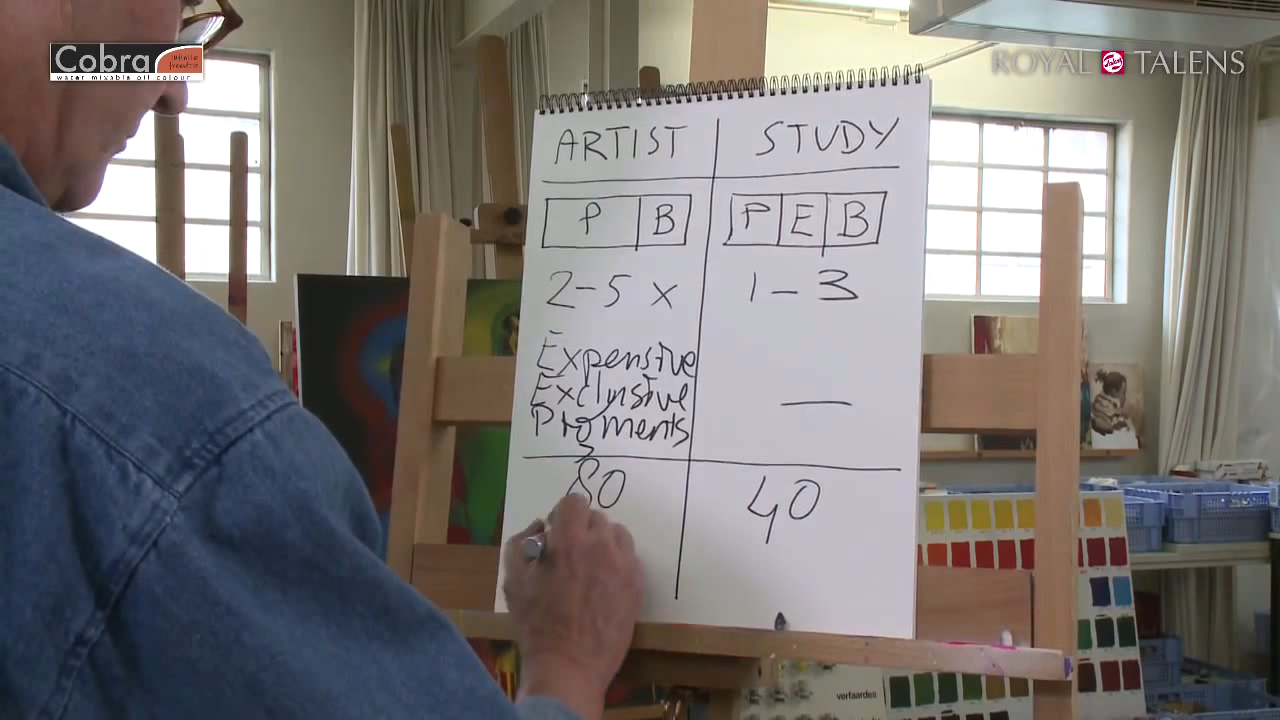 Cobra
water mixable oil colour
ROYAL TALENS
ARTIST STUDY
P B P E B
2-5 x 1-3
Expensive
Exclusive
Pigments
80 40
verfaardes